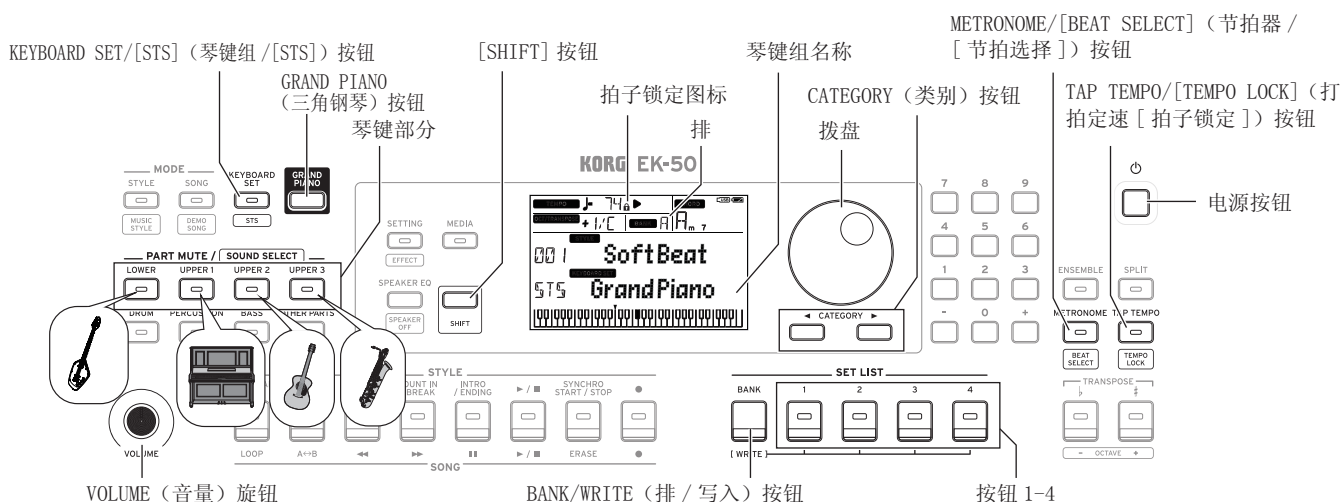 METRONOME/[BEAT SELECT]（节拍器 /
[ 节拍选择 ]）按钮
KEYBOARD SET/[STS]（琴键组 /[STS]）按钮
[SHIFT] 按钮
琴键组名称
GRAND PIANO
（三角钢琴）按钮
拍子锁定图标
CATEGORY（类别）按钮
TAP TEMPO/[TEMPO LOCK]（打
拍定速 [ 拍子锁定 ]）按钮
琴键部分
排
拨盘
KORG EK-50
MODE
STYLE
SONG
KEYBOARD
SET
GRAND
PIANO
MUSIC
STYLE
DEMO
SONG
STS
电源按钮
SETTING
MEDIA
EFFECT
TEMPO
74
+1/C
BANK
A
Am 7
001
SoftBeat
STS
GrandPiano
7
8
9
4
5
6
1
2
3
-
0
+
PART MUTE / SOUND SELECT
LOWER
UPPER 1
UPPER 2
UPPER 3
SPEAKER EQ
SPEAKER
OFF
SHIFT
◄ CATEGORY ►
ENSEMBLE
SPLIT
DRUM
PERCUSSION
BASS
OTHER PARTS
METRONOME
TAP TEMPO
BEAT
SELECT
TEMPO
LOCK
STYLE
COUNT IN
BREAK
INTRO
/ ENDING
►/■
SYNCHRO
START / STOP
●
BANK
SET LIST
1
2
3
4
TRANSPOSE
♭
♯
- OCTAVE +
VOLUME
LOOP
A↔B
◄◄
►►
▮▮
►/■
ERASE
●
SONG
[ WRITE ]
VOLUME（音量）旋钮
BANK/WRITE（排 / 写入）按钮
按钮 1-4